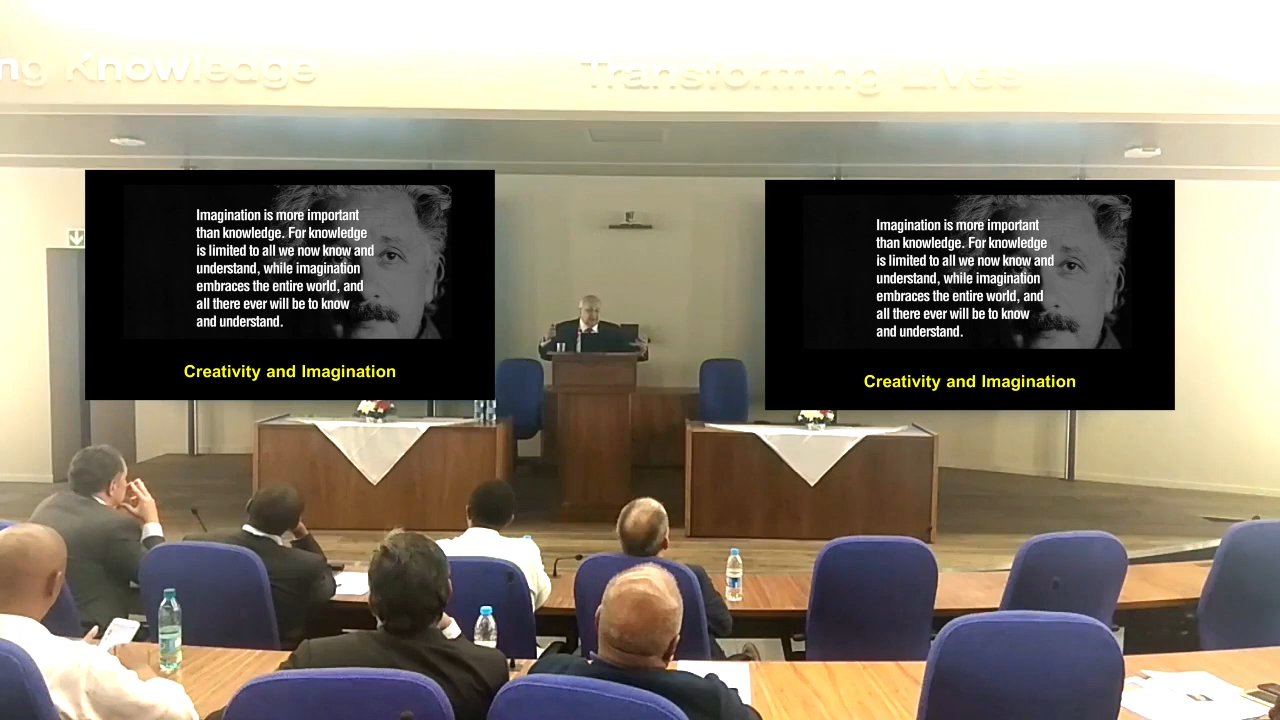 ng Knowledge
Transforming Lives
Imagination is more important
than knowledge. For knowledge
is limited to all we now know and
understand, while imagination
embraces the entire world, and
all there ever will be to know
and understand.
Creativity and Imagination
Imagination is more important
than knowledge. For knowledge
is limited to all we now know and
understand, while imagination
embraces the entire world, and
all there ever will be to know
and understand.
Creativity and Imagination